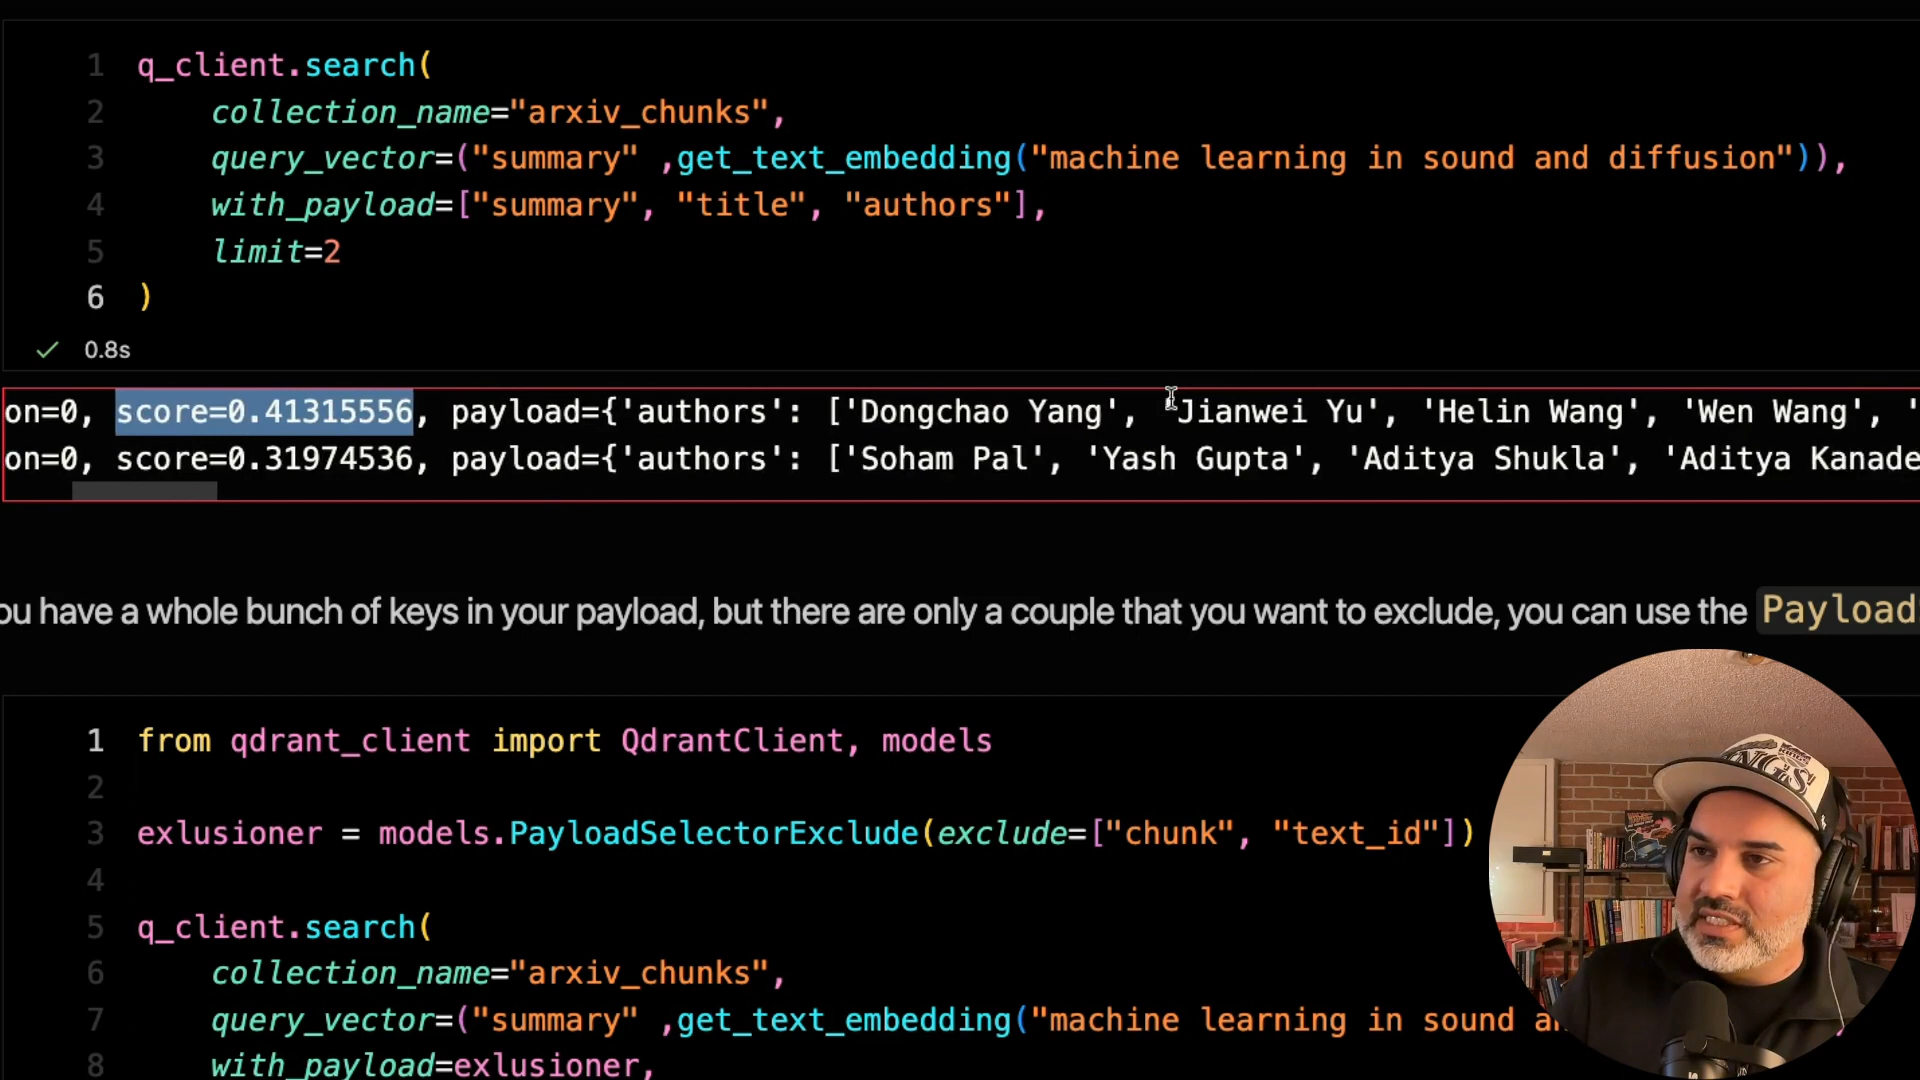 1 q_client.search(
2 collection_name="arxiv_chunks",
3 query_vector=("summary" ,get_text_embedding("machine learning in sound and diffusion")),
4 with_payload=["summary", "title", "authors"],
5 limit=2
6 )
0.8s
on=0, score=0.41315556, payload={'authors': ['Dongchao Yang', 'Jianwei Yu', 'Helin Wang', 'Wen Wang', '
on=0, score=0.31974536, payload={'authors': ['Soham Pal', 'Yash Gupta', 'Aditya Shukla', 'Aditya Kanade
ou have a whole bunch of keys in your payload, but there are only a couple that you want to exclude, you can use the Payload
1 from qdrant_client import QdrantClient, models
2
3 exlusioner = models.PayloadSelectorExclude(exclude=["chunk", "text_id"])
4
5 q_client.search(
6 collection_name="arxiv_chunks",
7 query_vector=("summary" ,get_text_embedding("machine learning in sound
8 with_payload=exlusioner,